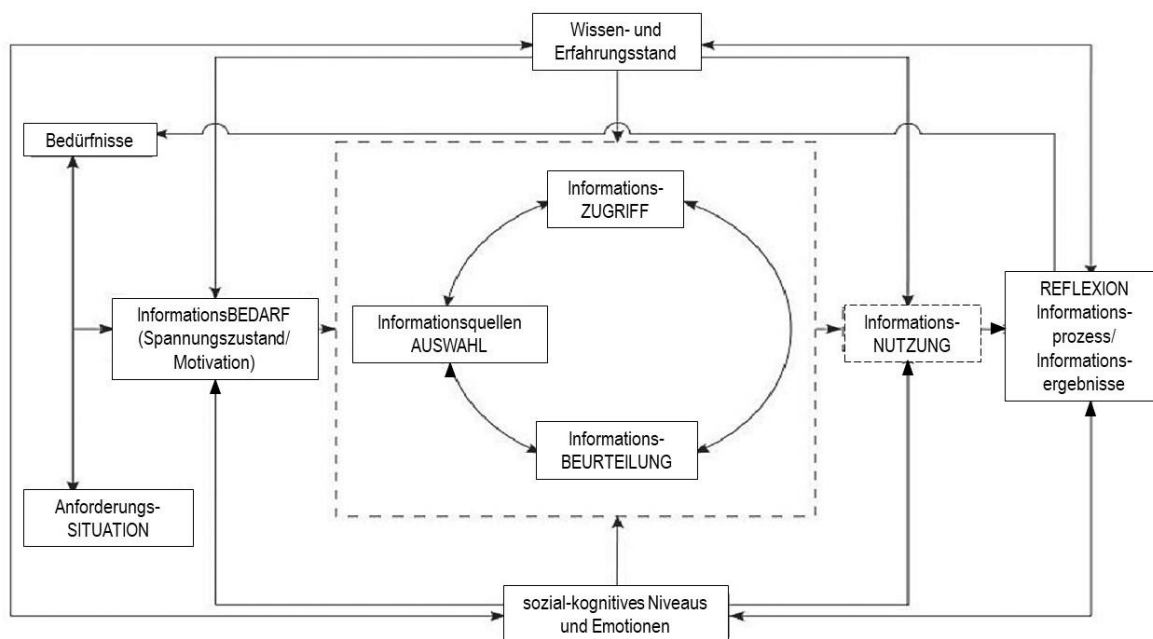 Wissen- und
Erfahrungsstand
Bedürfnisse
Informations-
ZUGRIFF
InformationsBEDARF
(Spannungszustand/
Motivation)
Informationsquellen
AUSWAHL
Informations-
NUTZUNG
REFLEXION
Informations-
prozess/
Informations-
ergebnisse
Informations-
BEURTEILUNG
Anforderungs-
SITUATION
sozial-kognitives Niveaus
und Emotionen